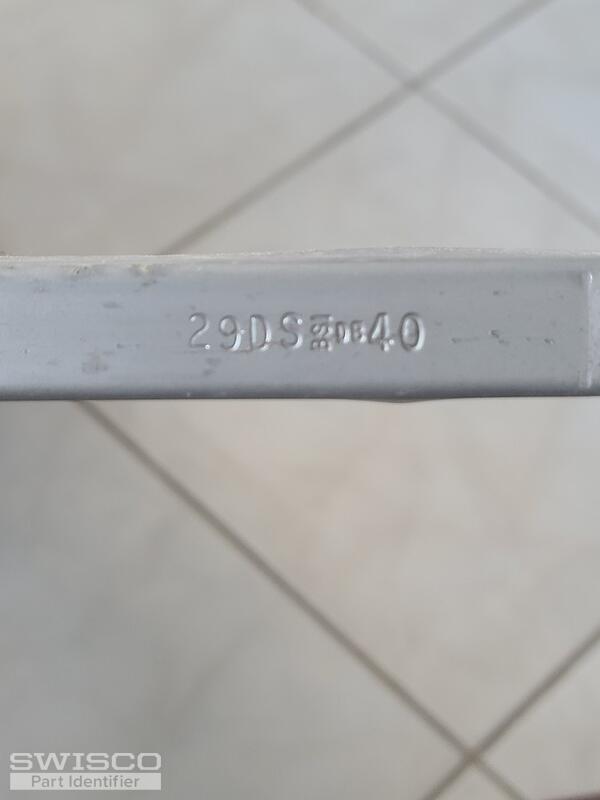 29DS 40
SWISCO
Part Identifier